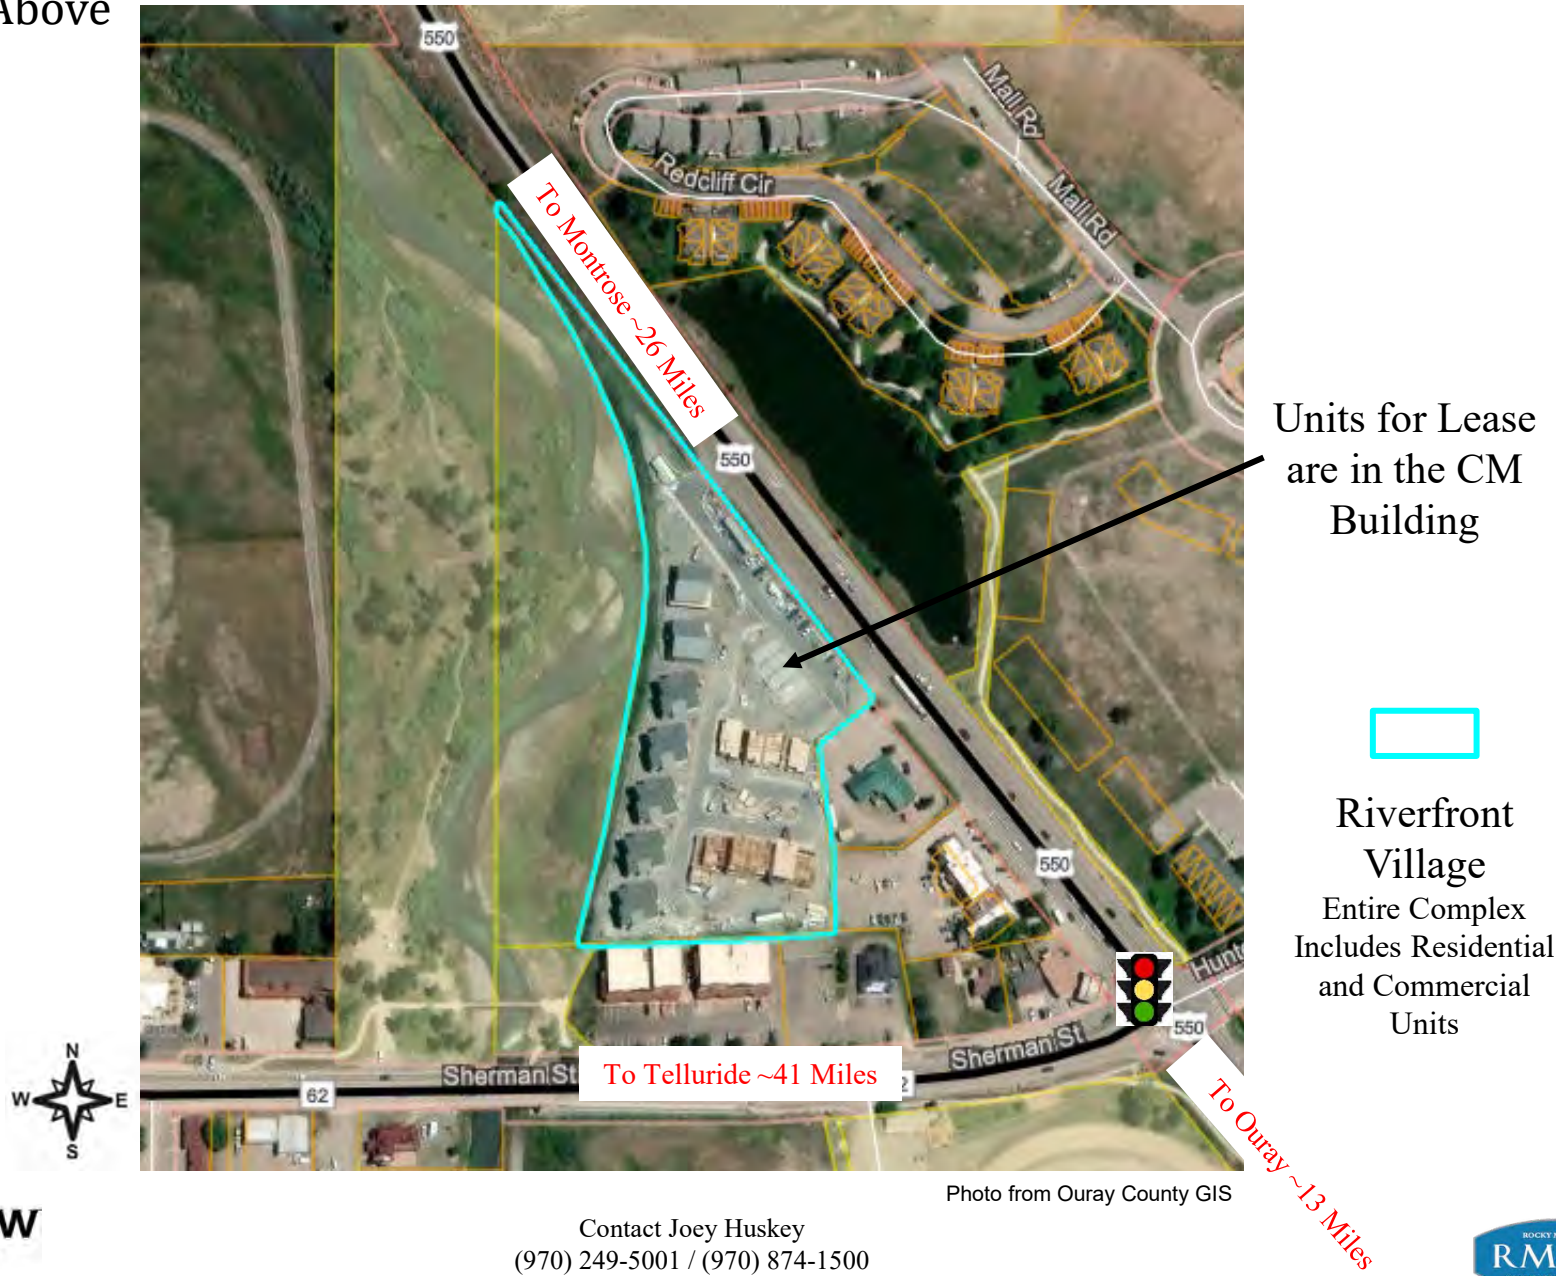 Above
550
Mall Rd
Redcliff Cir
Mall Rd
To Montrose ~26 Miles
550
Units for Lease
are in the CM
Building
Riverfront
Village
Entire Complex
Includes Residential
and Commercial
Units
550
550
Sherman St
Sherman St
To Telluride ~41 Miles
62
2
To Ouray ~13 Miles
N
W
E
S
Photo from Ouray County GIS
W
Contact Joey Huskey
(970) 249-5001 / (970) 874-1500